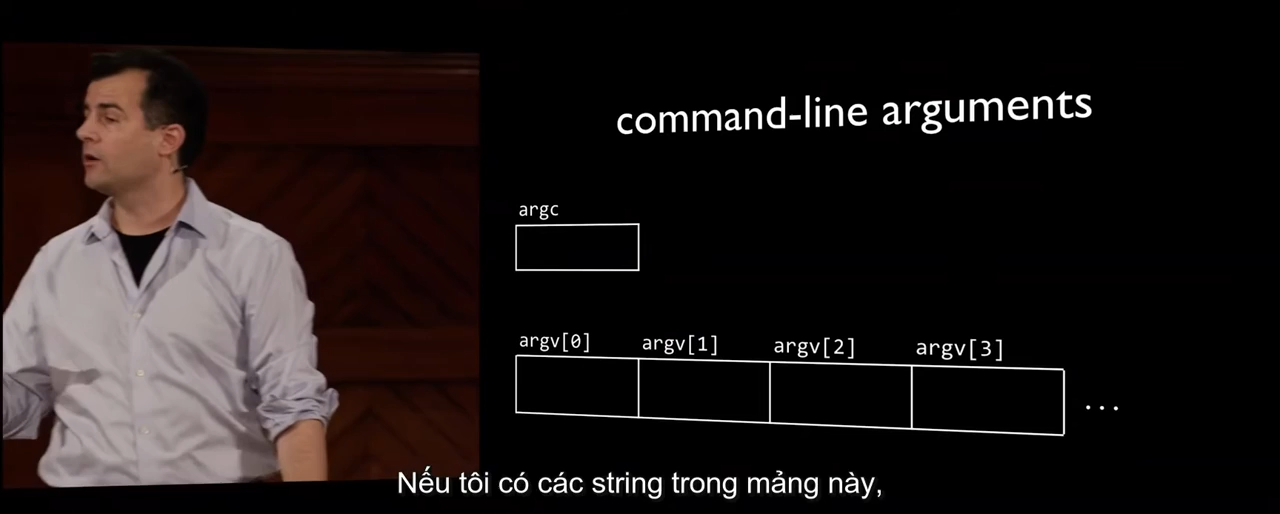 command-line arguments
argc
argv[0] argv[1] argv[2] argv[3]
...
Nếu tôi có các string trong mảng này,